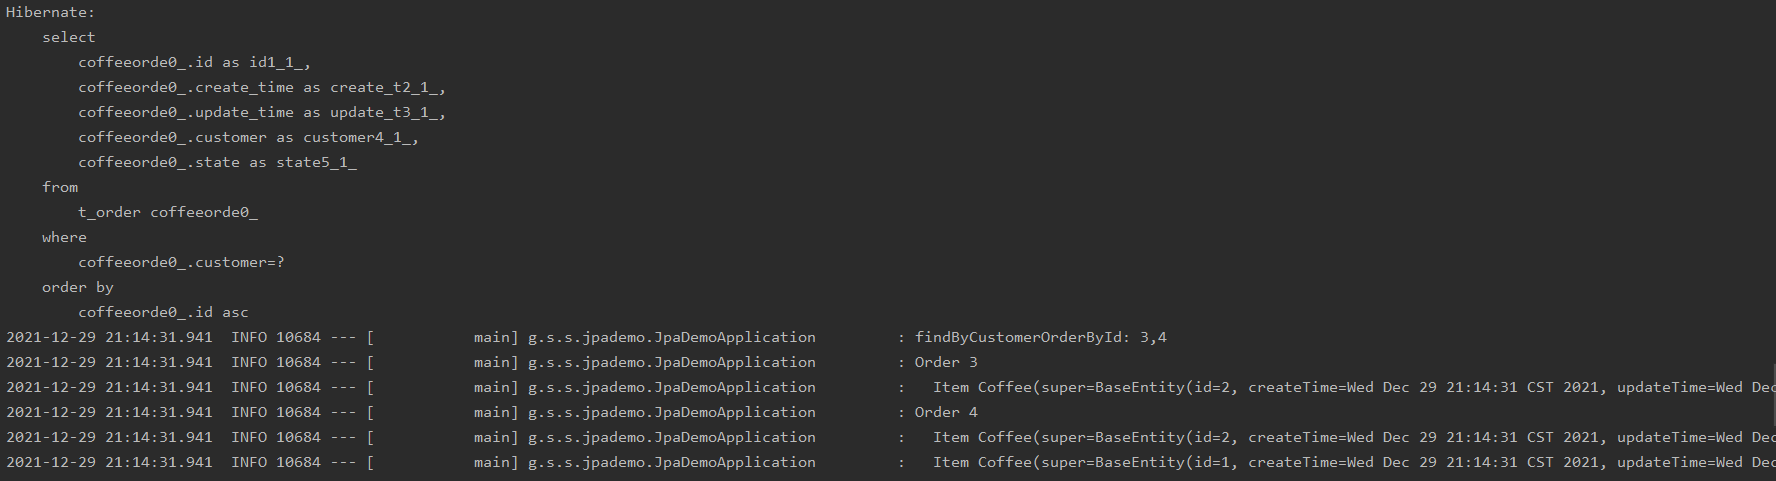 Hibernate:
    select
        coffeeorde0_.id as id1_1_,
        coffeeorde0_.create_time as create_t2_1_,
        coffeeorde0_.update_time as update_t3_1_,
        coffeeorde0_.customer as customer4_1_,
        coffeeorde0_.state as state5_1_
    from
        t_order coffeeorde0_
    where
        coffeeorde0_.customer=?
    order by
        coffeeorde0_.id asc
2021-12-29 21:14:31.941  INFO 10684 --- [           main] g.s.s.jpademo.JpaDemoApplication         : findByCustomerOrderById: 3,4
2021-12-29 21:14:31.941  INFO 10684 --- [           main] g.s.s.jpademo.JpaDemoApplication         : Order 3
2021-12-29 21:14:31.941  INFO 10684 --- [           main] g.s.s.jpademo.JpaDemoApplication         :   Item Coffee(super=BaseEntity(id=2, createTime=Wed Dec 29 21:14:31 CST 2021, updateTime=Wed Dec
2021-12-29 21:14:31.941  INFO 10684 --- [           main] g.s.s.jpademo.JpaDemoApplication         : Order 4
2021-12-29 21:14:31.941  INFO 10684 --- [           main] g.s.s.jpademo.JpaDemoApplication         :   Item Coffee(super=BaseEntity(id=2, createTime=Wed Dec 29 21:14:31 CST 2021, updateTime=Wed Dec
2021-12-29 21:14:31.941  INFO 10684 --- [           main] g.s.s.jpademo.JpaDemoApplication         :   Item Coffee(super=BaseEntity(id=1, createTime=Wed Dec 29 21:14:31 CST 2021, updateTime=Wed Dec